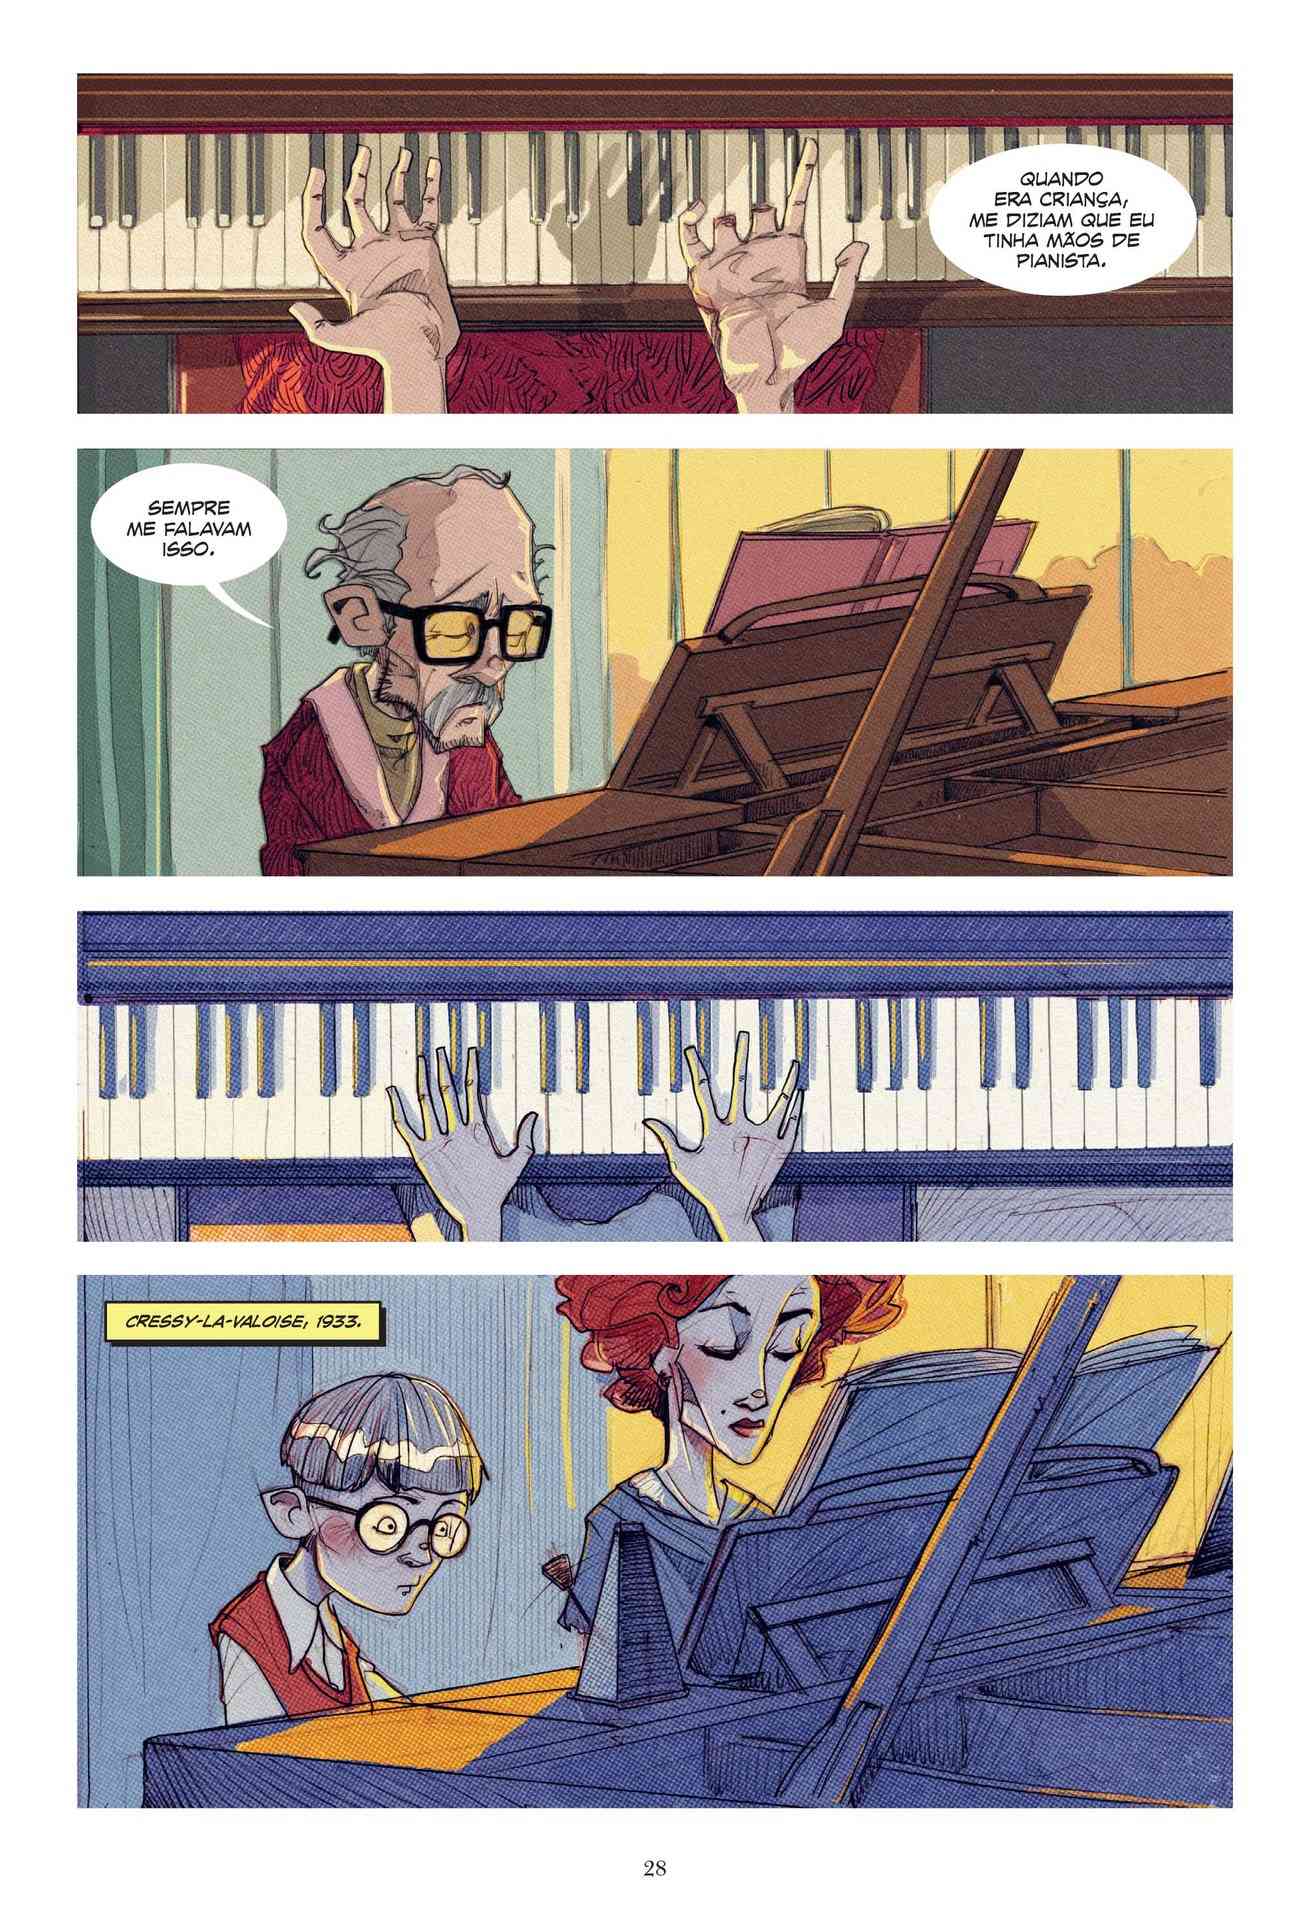 QUANDO
ERA CRIANÇA,
ME DIZIAM QUE EU
TINHA MÃOS DE
PIANISTA.
SEMPRE
ME FALAVAM
ISSO.
CRESSY-LA-VALOISE, 1933.
28